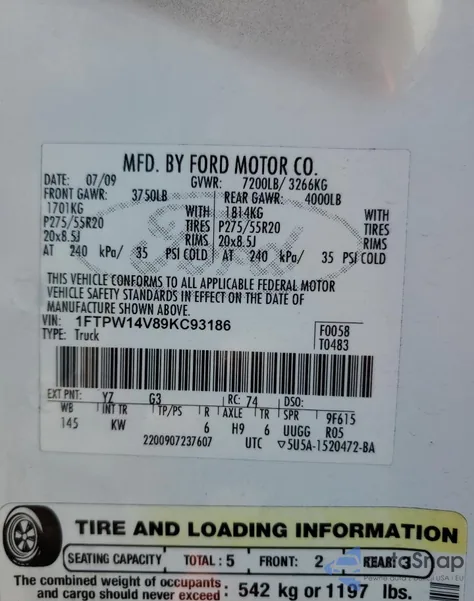 MFD. BY FORD MOTOR CO.
DATE: 07/09 GVWR: 7200LB/ 3266KG
FRONT GAWR: 3750LB REAR GAWR: 4000LB
1701KG WITH 1814KG WITH
P275/55R20 TIRES P275/55R20 TIRES
20x8.5J RIMS 20x8.5J RIMS
AT 240 kPa/ 35 PSI COLD AT 240 kPa/ 35 PSI COLD
THIS VEHICLE CONFORMS TO ALL APPLICABLE FEDERAL MOTOR
VEHICLE SAFETY STANDARDS IN EFFECT ON THE DATE OF
MANUFACTURE SHOWN ABOVE.
VIN: 1FTPW14V89KC93186
TYPE: Truck
F0058
T0483
EXT PNT: YZ G3 RC: 74 DSO:
WB INT TR TP/PS R AXLE TR SPR 9F615
145 KW 6 H9 6 UUGG R05
2200907237607 UTC ▽5U5A-1520472-BA
TIRE AND LOADING INFORMATION
SEATING CAPACITY TOTAL: 5 FRONT: 2 REAR: 3
The combined weight of occupants
and cargo should never exceed : 542 kg or 1197 lbs.